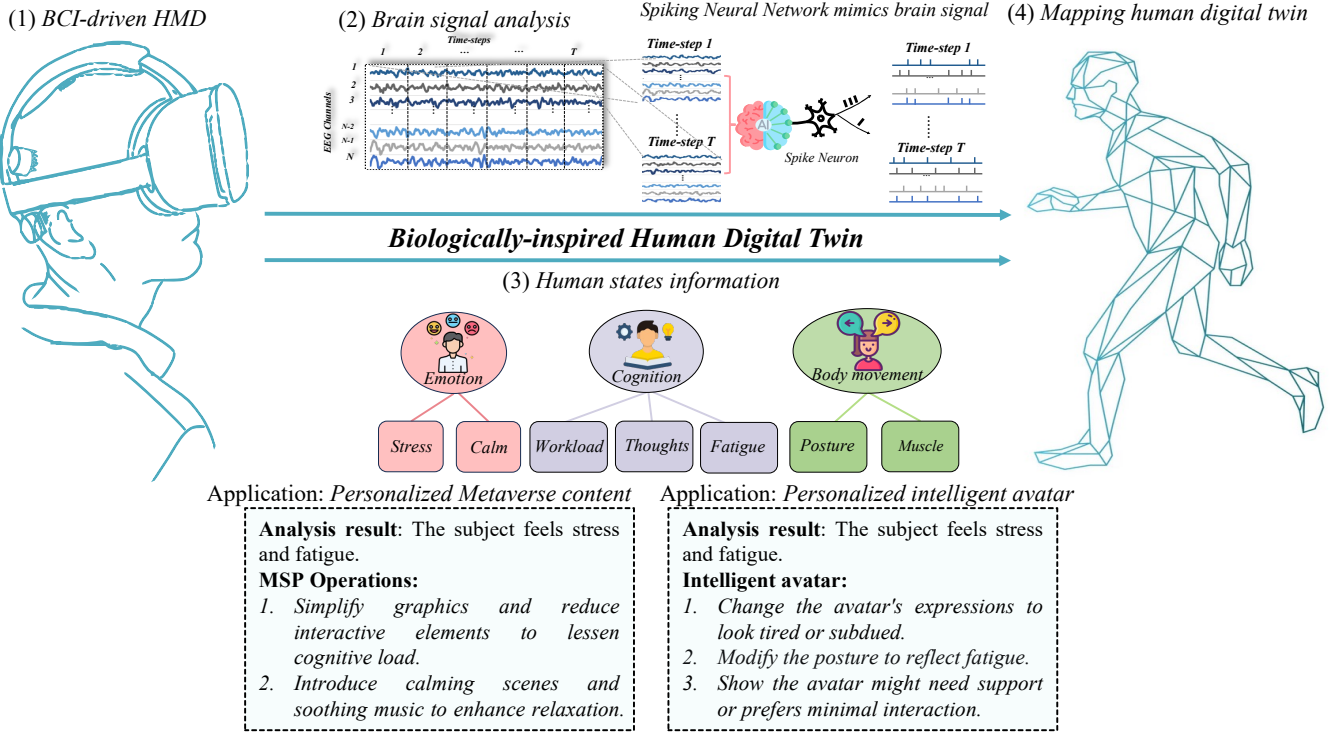 (1) BCI-driven HMD
(2) Brain signal analysis
Spiking Neural Network mimics brain signal
(4) Mapping human digital twin
Time-steps
1 2 ... ... T
EEG Channels
1
2
3
N-2
N-1
N
Time-step 1
Time-step T
AI
Spike Neuron
Time-step 1
...
Time-step T
...
Biologically-inspired Human Digital Twin
(3) Human states information
Emotion
Cognition
Body movement
Stress
Calm
Workload
Thoughts
Fatigue
Posture
Muscle
Application: Personalized Metaverse content
Analysis result: The subject feels stress
and fatigue.
MSP Operations:
1. Simplify graphics and reduce
interactive elements to lessen
cognitive load.
2. Introduce calming scenes and
soothing music to enhance relaxation.
Application: Personalized intelligent avatar
Analysis result: The subject feels stress
and fatigue.
Intelligent avatar:
1. Change the avatar's expressions to
look tired or subdued.
2. Modify the posture to reflect fatigue.
3. Show the avatar might need support
or prefers minimal interaction.